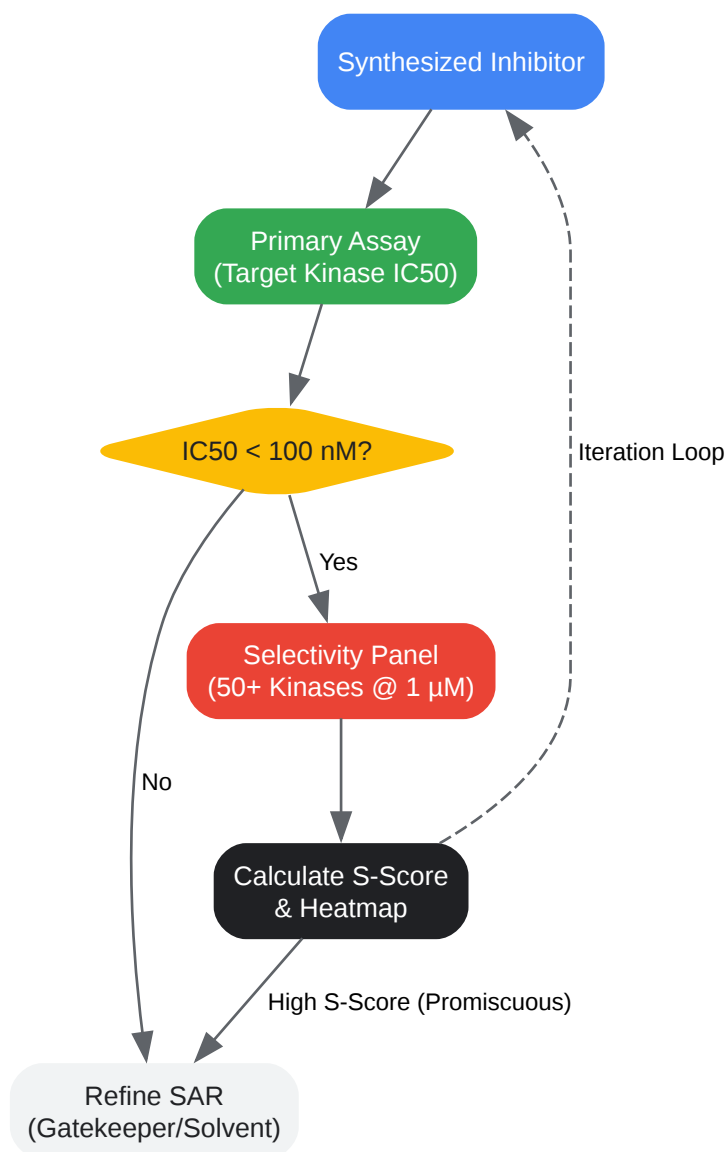 Synthesized Inhibitor
Primary Assay
(Target Kinase IC50)
IC50 < 100 nM?
Iteration Loop
Yes
Selectivity Panel
(50+ Kinases @ 1 µM)
No
Calculate S-Score
& Heatmap
High S-Score (Promiscuous)
Refine SAR
(Gatekeeper/Solvent)